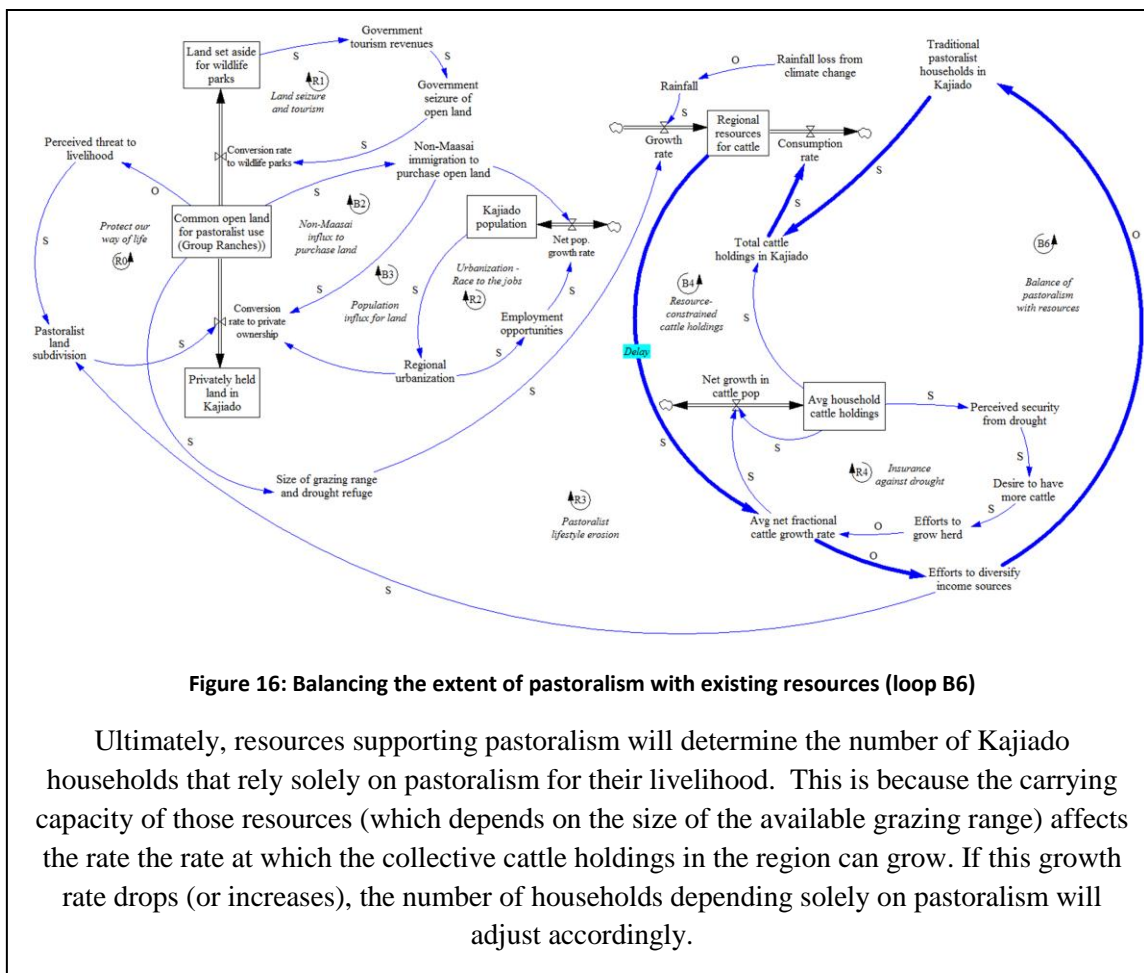 Land set aside
for wildlife
parks
S
Government
tourism revenues
S
R1
Land seizure
and tourism
Government
seizure of
open land
S
Perceived threat to
livelihood
Conversion rate
to wildlife parks
O
S
Non-Maasai
immigration to
purchase open land
S
Common open land
for pastoralist use
(Group Ranches))
B2
Non-Maasai
influx to
purchase land
S
Protect our
way of life
R0
S
Kajiado
population
Net pop.
growth rate
B3
Population
influx for land
S
Urbanization -
Race to the jobs
R2
S
S
Employment
opportunities
S
Conversion
rate to private
ownership
Pastoralist
land
subdivision
S
S
Regional
urbanization
Privately held
land in
Kajiado
S
Size of grazing range
and drought refuge
S
Rainfall loss from
climate change
O
Rainfall
S
Growth
rate
Regional
resources
for cattle
Consumption
rate
S
Traditional
pastoralist
households in
Kajiado
S
Total cattle
holdings in Kajiado
B4
Resource-
constrained
cattle holdings
S
B6
Balance of
pastoralism
with resources
O
Delay
Net growth in
cattle pop
Avg household
cattle holdings
S
Perceived security
from drought
S
Desire to have
more cattle
S
S
R4
Insurance
against drought
S
S
Efforts to
grow herd
O
Avg net fractional
cattle growth rate
O
R3
Pastoralist
lifestyle erosion
Efforts to diversify
income sources
S
Figure 16: Balancing the extent of pastoralism with existing resources (loop B6)
Ultimately, resources supporting pastoralism will determine the number of Kajiado
households that rely solely on pastoralism for their livelihood. This is because the carrying
capacity of those resources (which depends on the size of the available grazing range) affects
the rate the rate at which the collective cattle holdings in the region can grow. If this growth
rate drops (or increases), the number of households depending solely on pastoralism will
adjust accordingly.